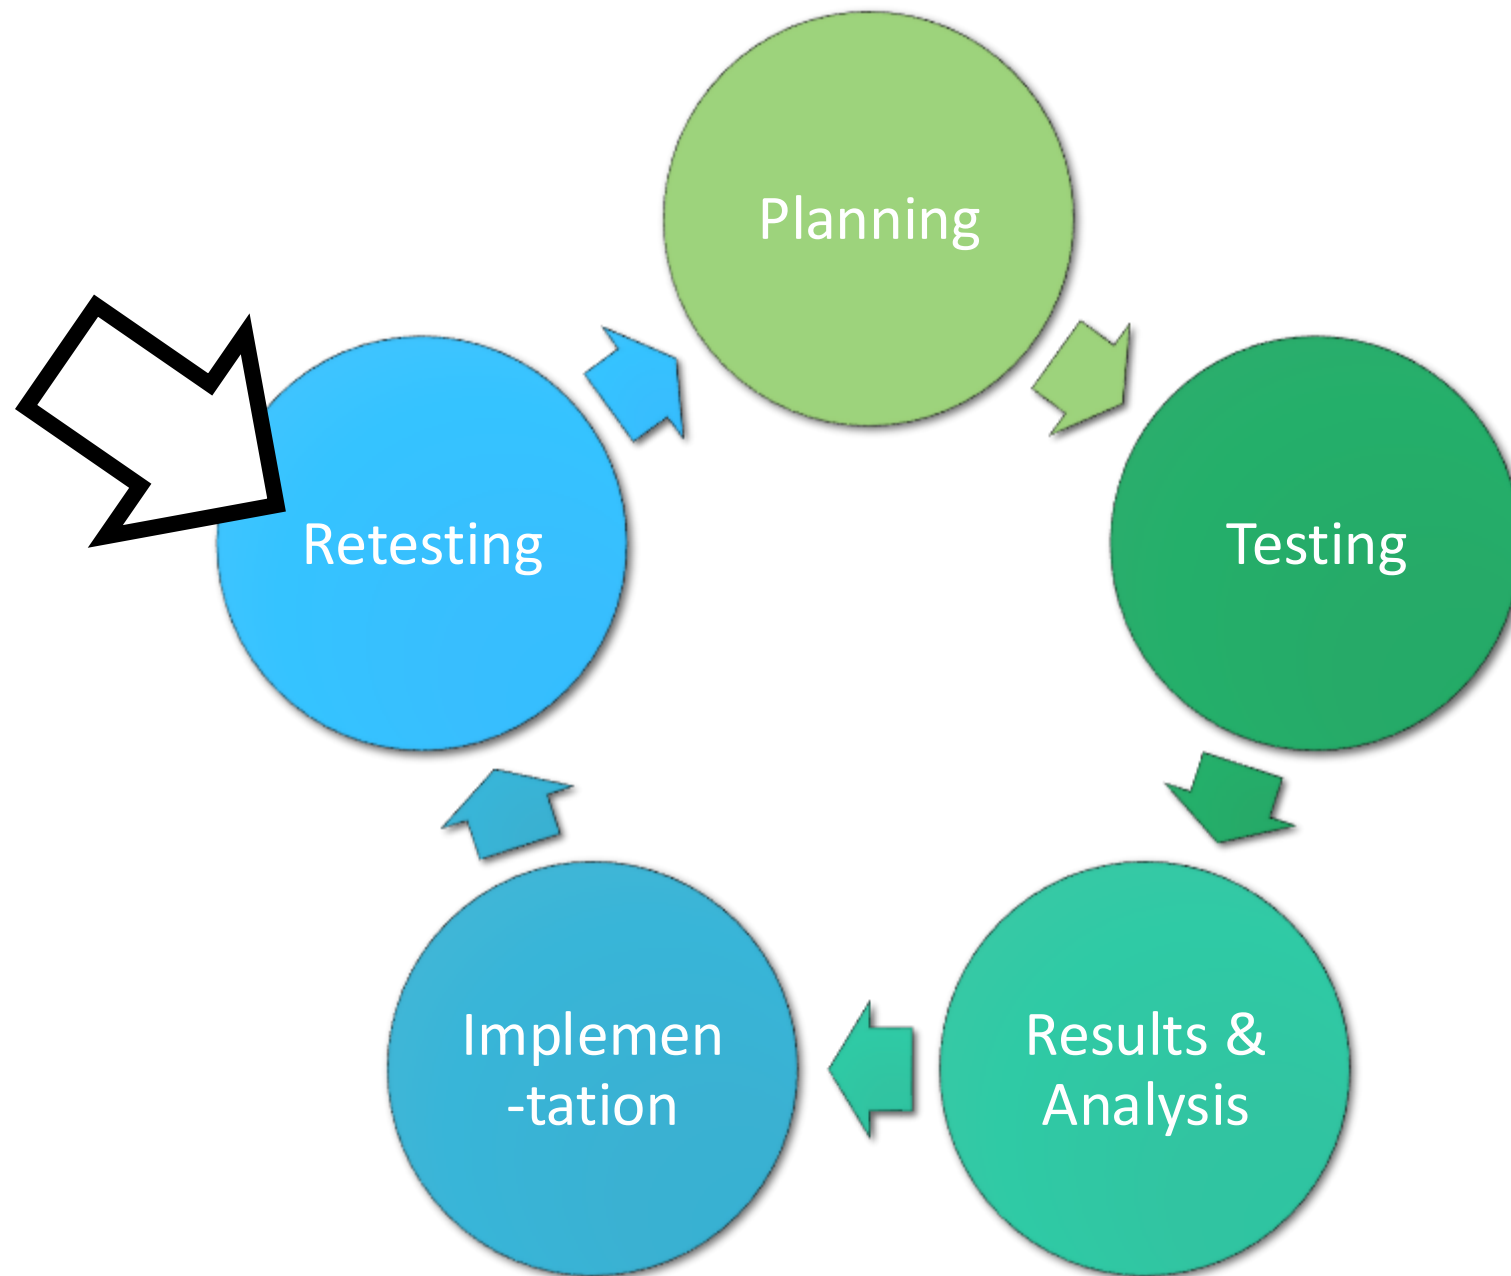 Planning
Testing
Results &
Analysis
Implemen
-tation
Retesting